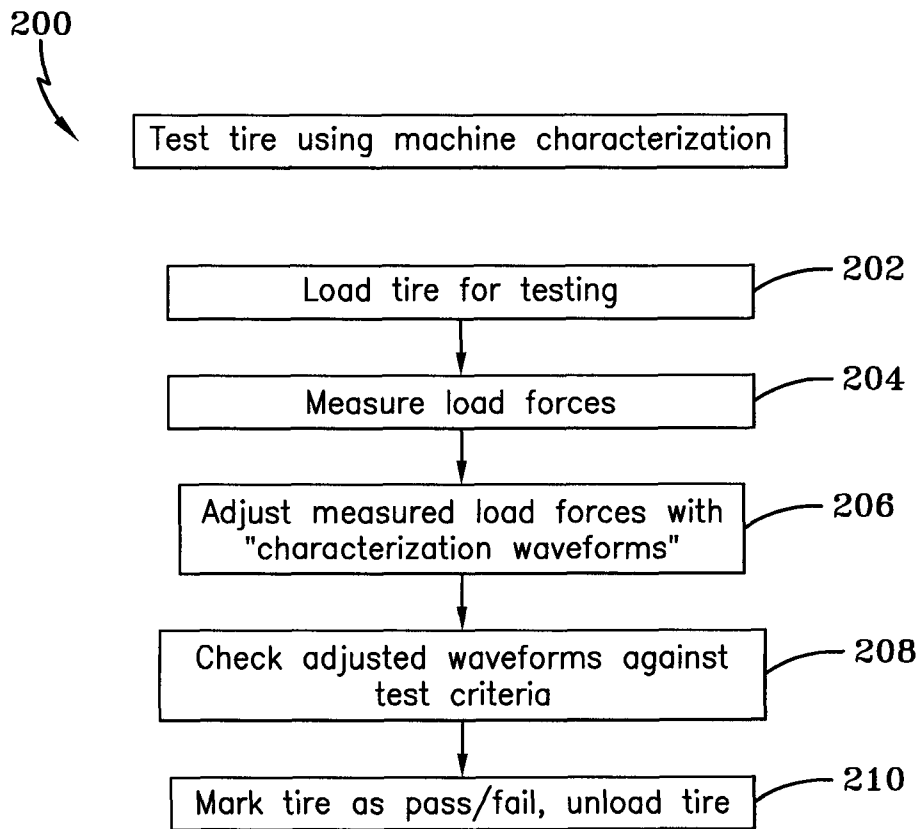 200
Test tire using machine characterization
Load tire for testing
202
Measure load forces
204
Adjust measured load forces with
"characterization waveforms"
206
Check adjusted waveforms against
test criteria
208
Mark tire as pass/fail, unload tire
210